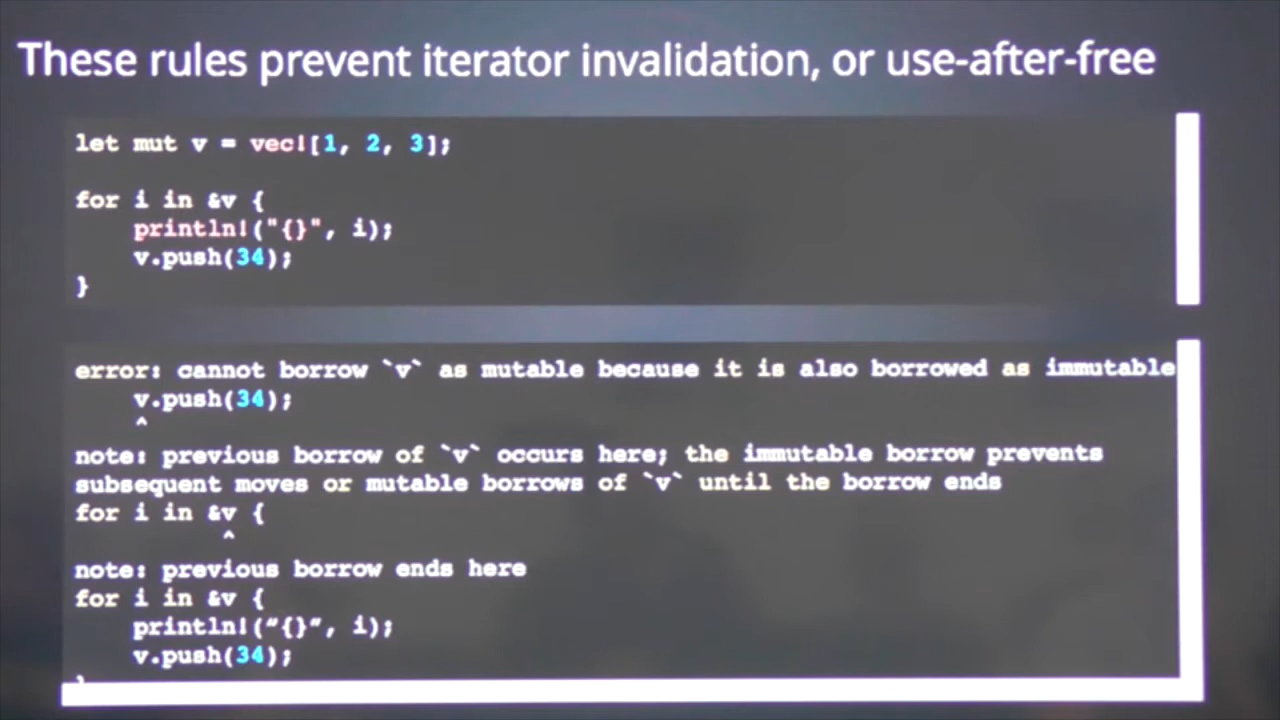 These rules prevent iterator invalidation, or use-after-free
let mut v = vec![1, 2, 3];
for i in &v {
    println!("{}", i);
    v.push(34);
}
error: cannot borrow `v` as mutable because it is also borrowed as immutable
    v.push(34);
    ^
note: previous borrow of `v` occurs here; the immutable borrow prevents
subsequent moves or mutable borrows of `v` until the borrow ends
for i in &v {
          ^
note: previous borrow ends here
for i in &v {
    println!(“{}”, i);
    v.push(34);
}